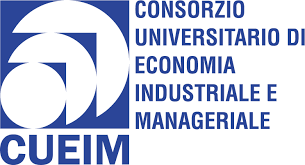 CONSORZIO
UNIVERSITARIO DI
ECONOMIA
INDUSTRIALE E
MANAGERIALE
CUEIM